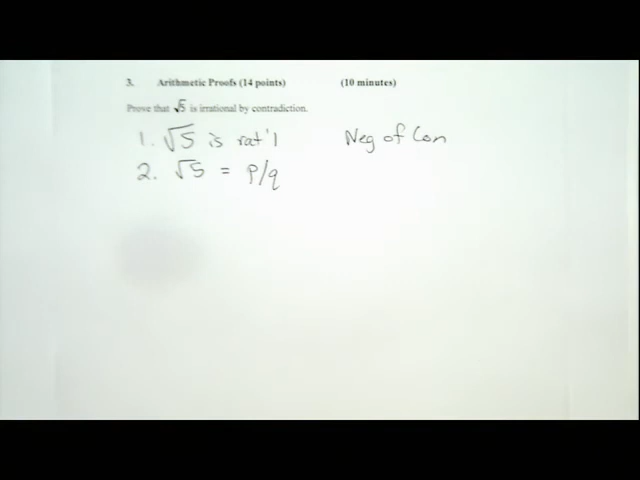 3. Arithmetic Proofs (14 points) (10 minutes)
Prove that √5 is irrational by contradiction.
1. √5 is rat'l Neg of Con
2. √5 = p/q